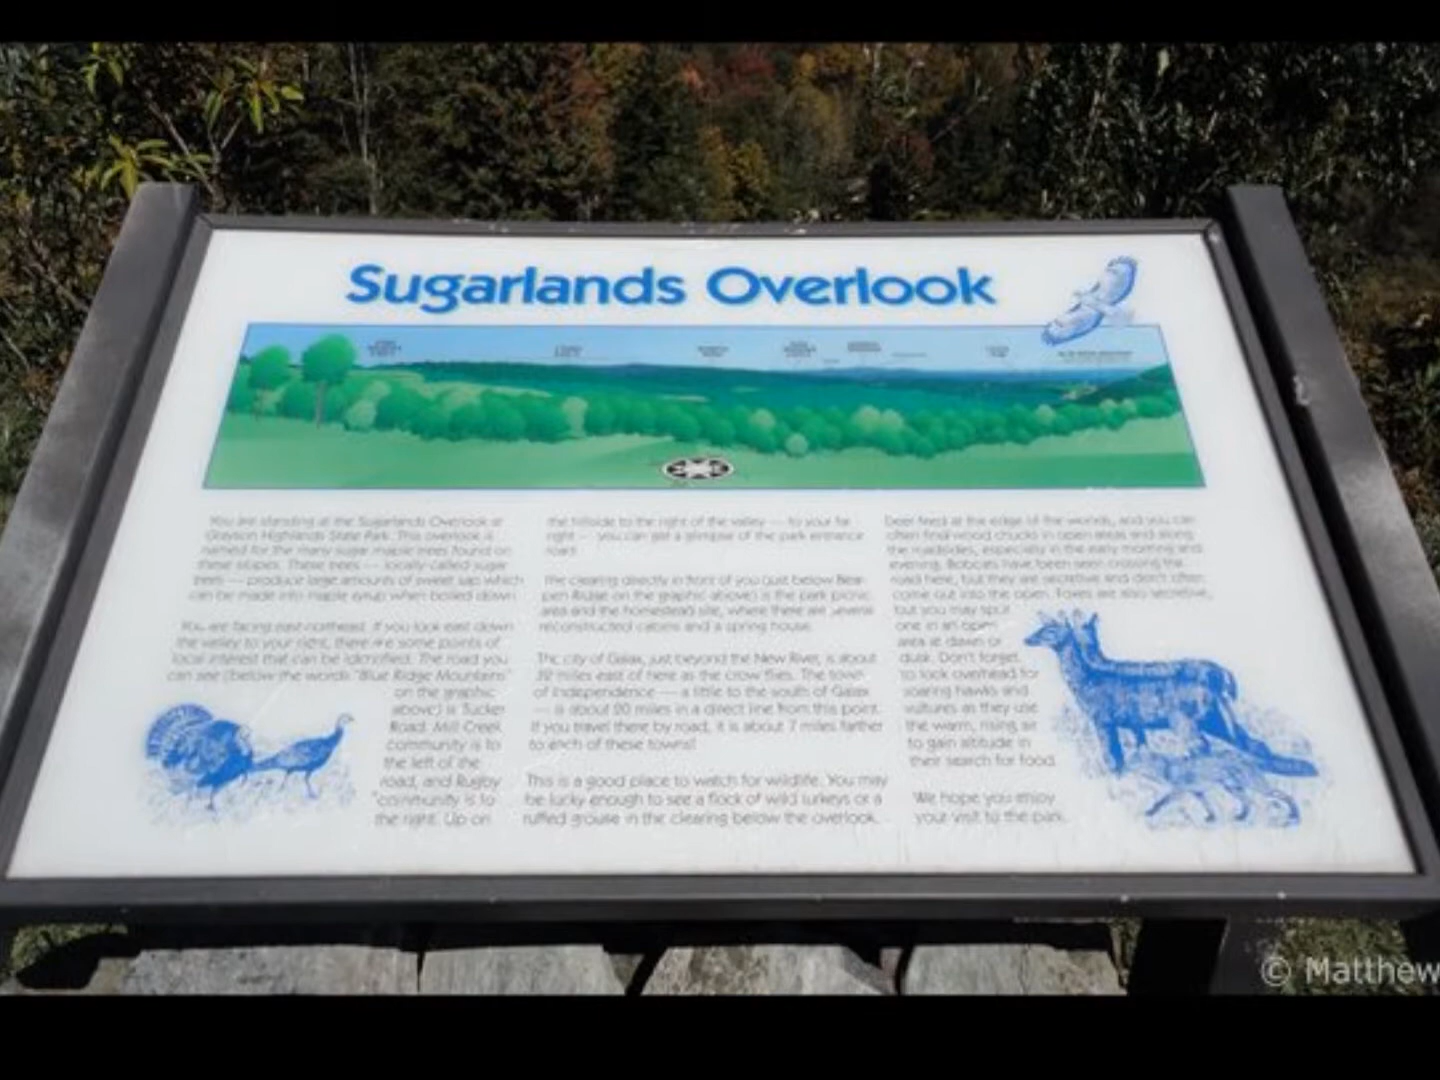 Sugarlands Overlook
You are standing at the Sugarlands Overlook at
Grayson Highlands State Park. This overlook is
named for the many sugar maple trees found on
these slopes. These trees — locally called sugar
trees — produce large amounts of sweet sap which
can be made into maple syrup when boiled down.
You are facing east-northeast. If you look east down
the valley to your right, there are some points of
local interest that can be identified. The road you
can see (below the words "Blue Ridge Mountains"
on the graphic
above) is Tucker
Road. Mill Creek
community is to
the left of the
road, and Rugby
community is to
the right. Up on
the hillside to the right of the valley — to your far
right — you can get a glimpse of the park entrance
road.
The clearing directly in front of you (just below Bear-
pen Ridge on the graphic above) is the park picnic
area and the homestead site, where there are several
reconstructed cabins and a spring house.
The city of Galax, just beyond the New River, is about
miles east of here as the crow flies. The town
of Independence — a little to the south of Galax
— is about 20 miles in a direct line from this point.
If you travel there by road, it is about 7 miles farther
to each of these towns!
This is a good place to watch for wildlife. You may
be lucky enough to see a flock of wild turkeys or a
ruffed grouse in the clearing below the overlook.
Deer feed at the edge of the woods, and you can
often find wood chucks in open areas and along
the roadsides, especially in the early morning and
evening. Bobcats have been seen crossing the
road here, but they are secretive and don't often
come out into the open. Foxes are also secretive,
but you may spot
one in an open
area at dawn or
dusk. Don't forget
to look overhead for
soaring hawks and
vultures as they use
the warm, rising air
to gain altitude in
their search for food.
We hope you enjoy
your visit to the park.
© Matthew